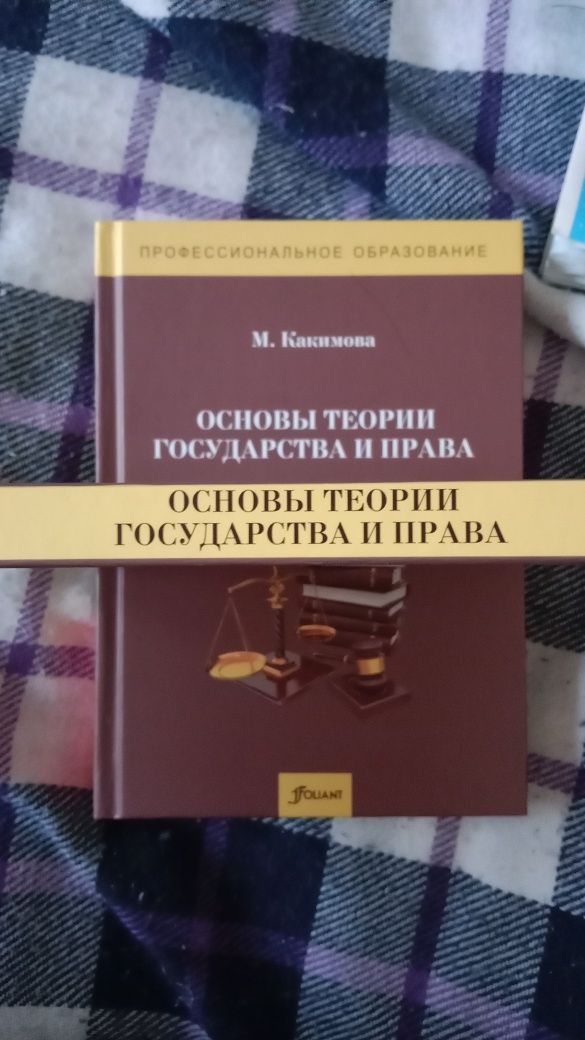 ПРОФЕССИОНАЛЬНОЕ ОБРАЗОВАНИЕ
М. Какимова
ОСНОВЫ ТЕОРИИ
ГОСУДАРСТВА И ПРАВА
ОСНОВЫ ТЕОРИИ
ГОСУДАРСТВА И ПРАВА
FOLIANT